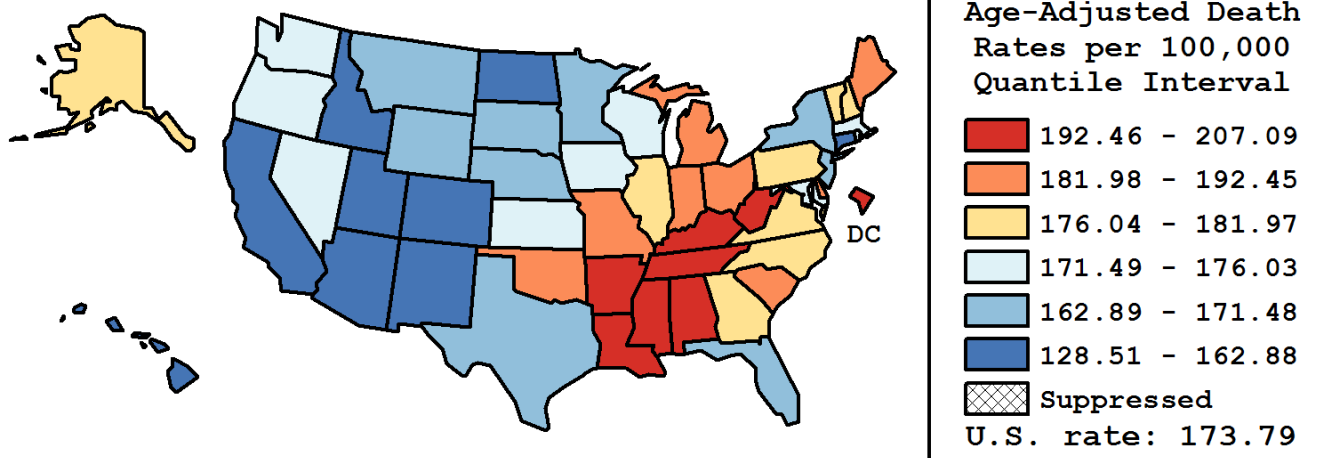 DC
Age-Adjusted Death
Rates per 100,000
Quantile Interval
192.46 - 207.09
181.98 - 192.45
176.04 - 181.97
171.49 - 176.03
162.89 - 171.48
128.51 - 162.88
Suppressed
U.S. rate: 173.79